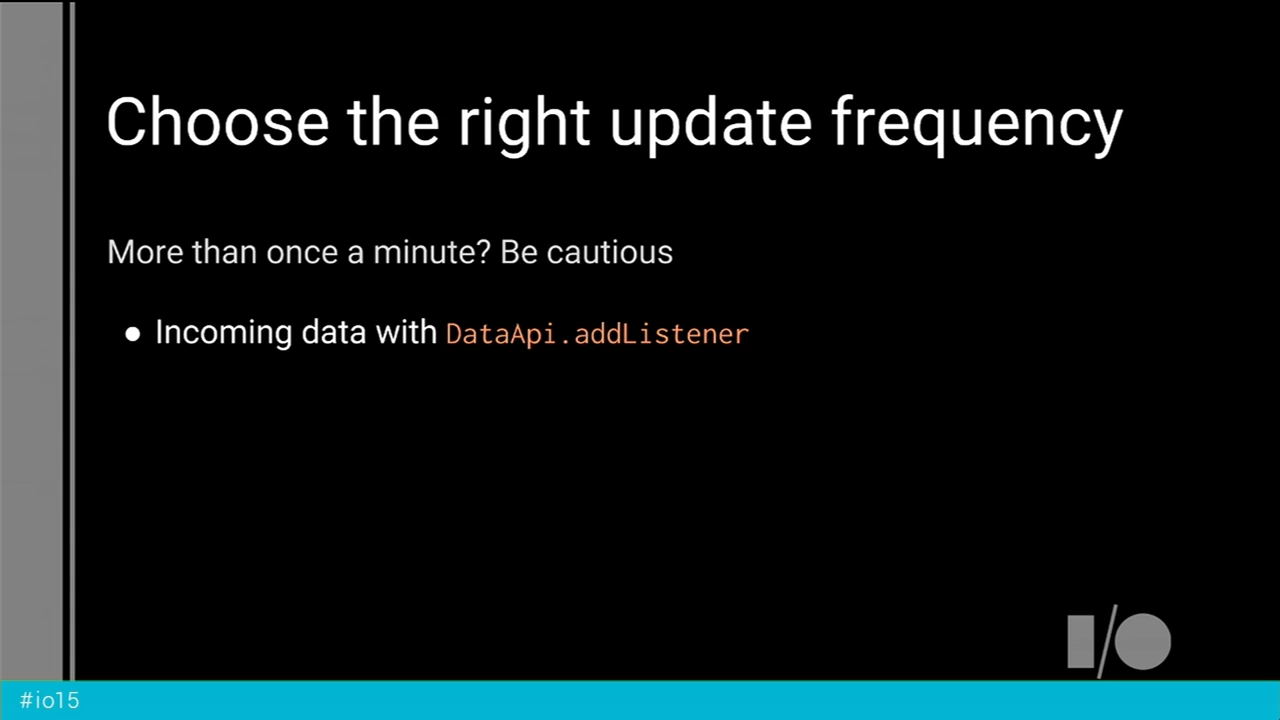 Choose the right update frequency
More than once a minute? Be cautious
● Incoming data with DataApi.addListener
I/O
#io15